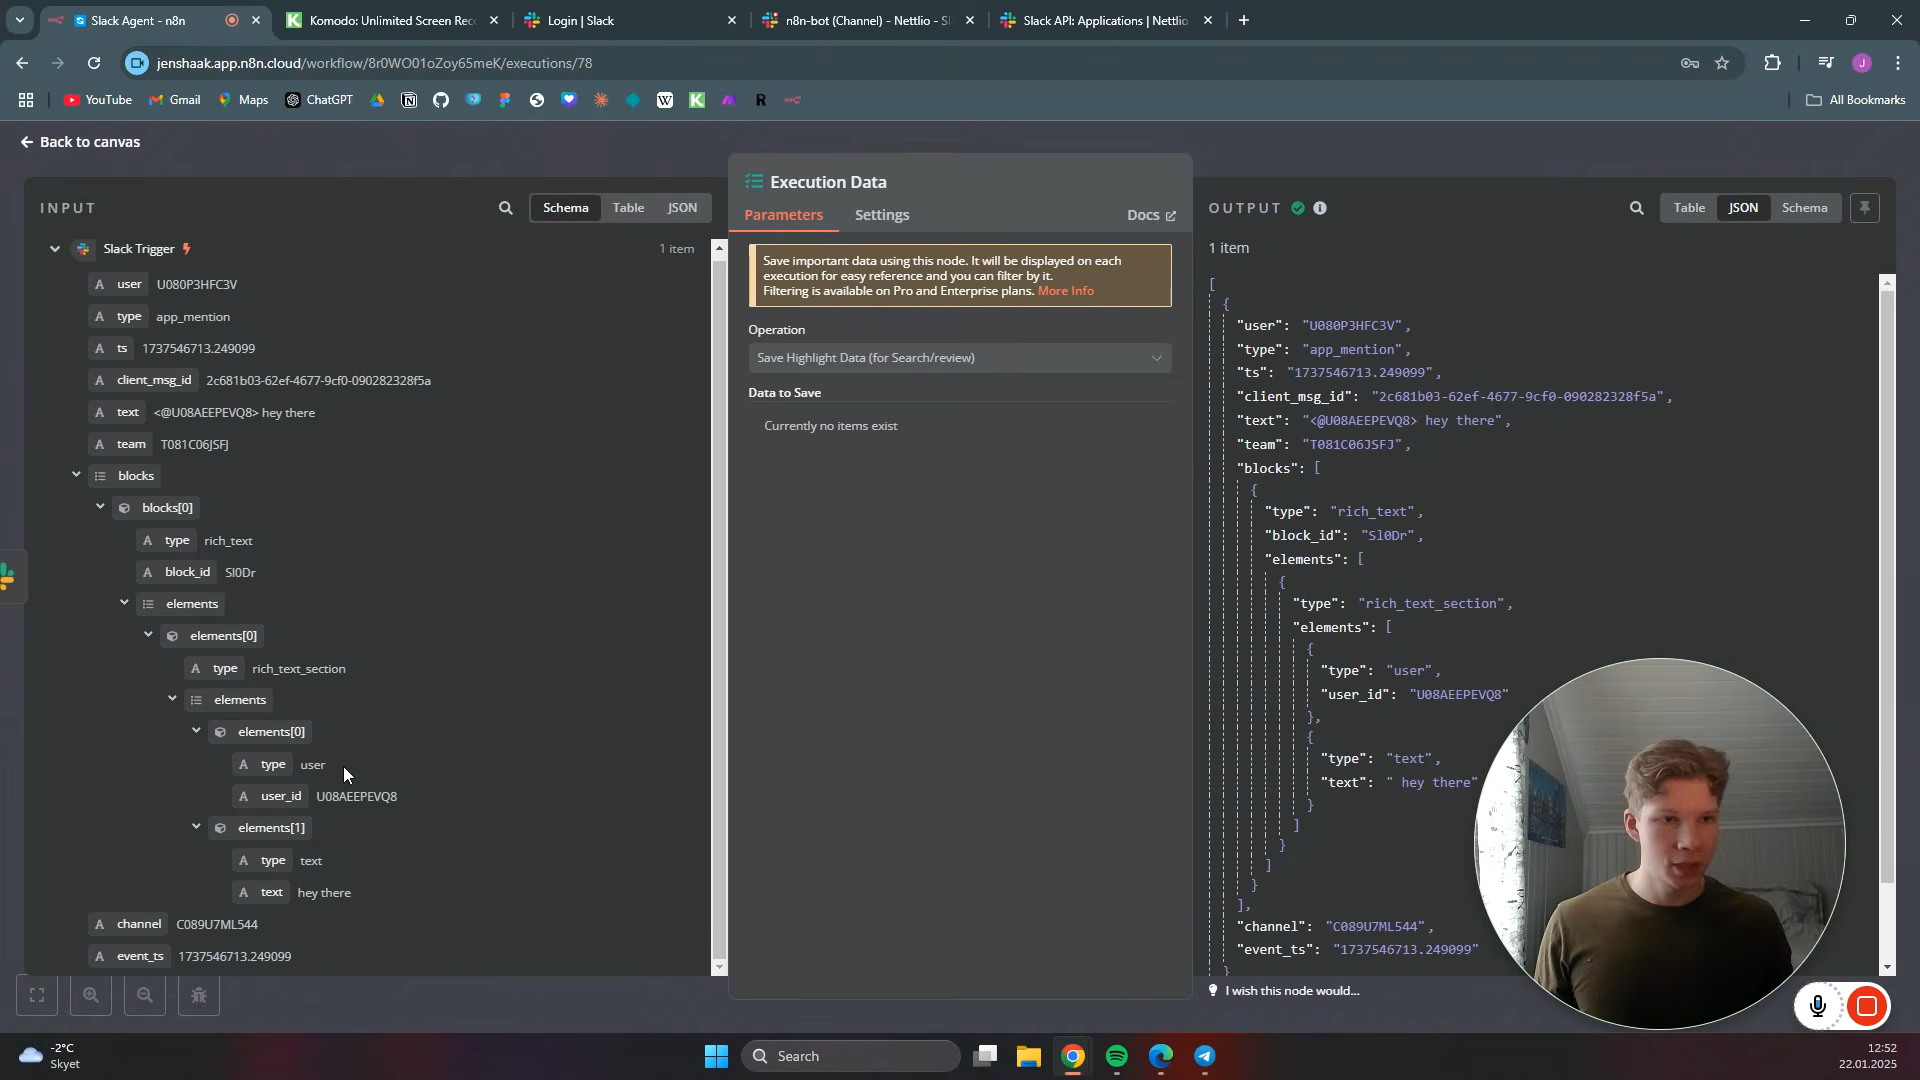 Slack Agent - n8n
Komodo: Unlimited Screen Rec
Login | Slack
n8n-bot (Channel) - Nettlio - Sl
Slack API: Applications | Nettlio
jenshaak.app.n8n.cloud/workflow/8r0WO01oZoy65meK/executions/78
J
YouTube
Gmail
Maps
ChatGPT
All Bookmarks
Back to canvas
INPUT
Schema
Table
JSON
Slack Trigger
1 item
A user U080P3HFC3V
A type app_mention
A ts 1737546713.249099
A client_msg_id 2c681b03-62ef-4677-9cf0-090282328f5a
A text <@U08AEEPEVQ8> hey there
A team T081C06JSFJ
blocks
blocks[0]
A type rich_text
A block_id Sl0Dr
elements
elements[0]
A type rich_text_section
elements
elements[0]
A type user
A user_id U08AEEPEVQ8
elements[1]
A type text
A text hey there
A channel C089U7ML544
A event_ts 1737546713.249099
Execution Data
Parameters
Settings
Docs
Save important data using this node. It will be displayed on each
execution for easy reference and you can filter by it.
Filtering is available on Pro and Enterprise plans. More Info
Operation
Save Highlight Data (for Search/review)
Data to Save
Currently no items exist
OUTPUT
Table
JSON
Schema
1 item
[
{
"user": "U080P3HFC3V",
"type": "app_mention",
"ts": "1737546713.249099",
"client_msg_id": "2c681b03-62ef-4677-9cf0-090282328f5a",
"text": "<@U08AEEPEVQ8> hey there",
"team": "T081C06JSFJ",
"blocks": [
{
"type": "rich_text",
"block_id": "Sl0Dr",
"elements": [
{
"type": "rich_text_section",
"elements": [
{
"type": "user",
"user_id": "U08AEEPEVQ8"
},
{
"type": "text",
"text": " hey there"
}
]
}
]
}
],
"channel": "C089U7ML544",
"event_ts": "1737546713.249099"
}
I wish this node would...
-2°C
Skyet
Search
12:52
22.01.2025